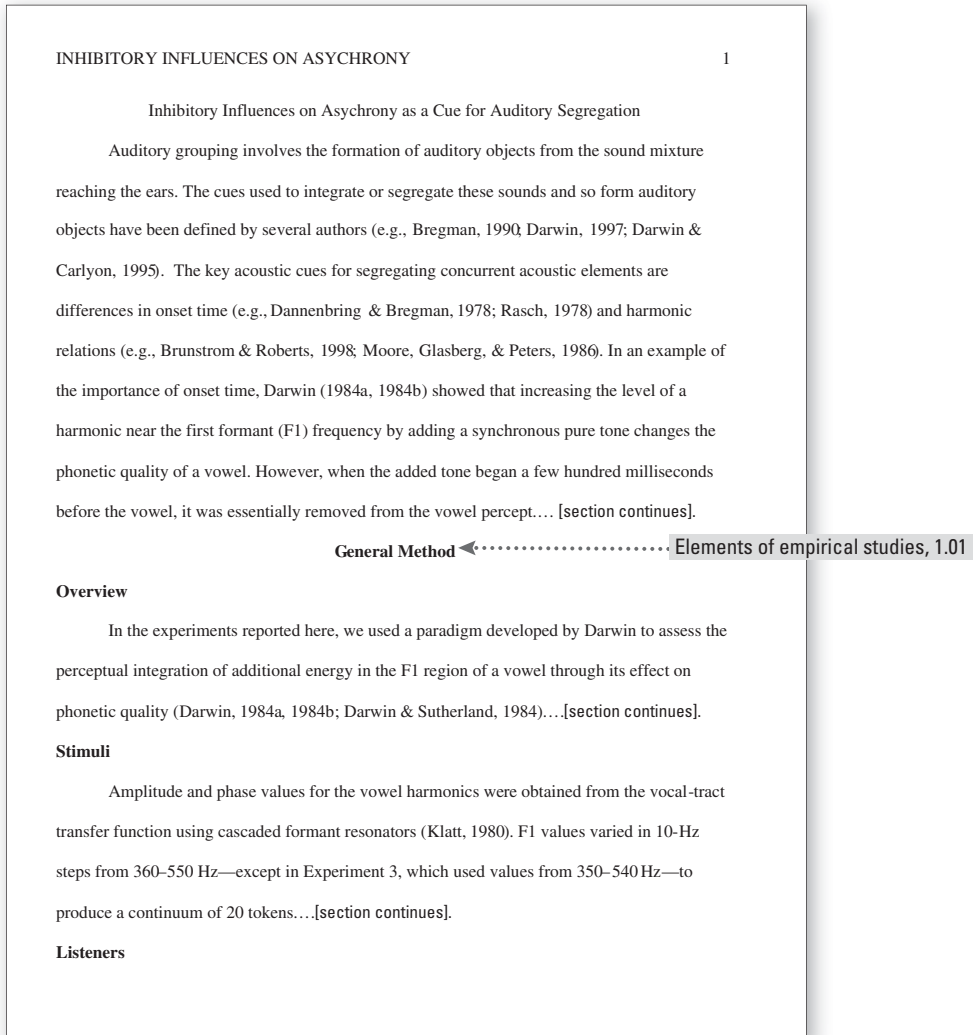 INHIBITORY INFLUENCES ON ASYCHRONY 1
Inhibitory Influences on Asychrony as a Cue for Auditory Segregation
Auditory grouping involves the formation of auditory objects from the sound mixture
reaching the ears. The cues used to integrate or segregate these sounds and so form auditory
objects have been defined by several authors (e.g., Bregman, 1990; Darwin, 1997; Darwin &
Carlyon, 1995). The key acoustic cues for segregating concurrent acoustic elements are
differences in onset time (e.g., Dannenbring & Bregman, 1978; Rasch, 1978) and harmonic
relations (e.g., Brunstrom & Roberts, 1998; Moore, Glasberg, & Peters, 1986). In an example of
the importance of onset time, Darwin (1984a, 1984b) showed that increasing the level of a
harmonic near the first formant (F1) frequency by adding a synchronous pure tone changes the
phonetic quality of a vowel. However, when the added tone began a few hundred milliseconds
before the vowel, it was essentially removed from the vowel percept.… [section continues].
General Method Elements of empirical studies, 1.01
Overview
In the experiments reported here, we used a paradigm developed by Darwin to assess the
perceptual integration of additional energy in the F1 region of a vowel through its effect on
phonetic quality (Darwin, 1984a, 1984b; Darwin & Sutherland, 1984).…[section continues].
Stimuli
Amplitude and phase values for the vowel harmonics were obtained from the vocal-tract
transfer function using cascaded formant resonators (Klatt, 1980). F1 values varied in 10-Hz
steps from 360–550 Hz—except in Experiment 3, which used values from 350–540 Hz—to
produce a continuum of 20 tokens.…[section continues].
Listeners